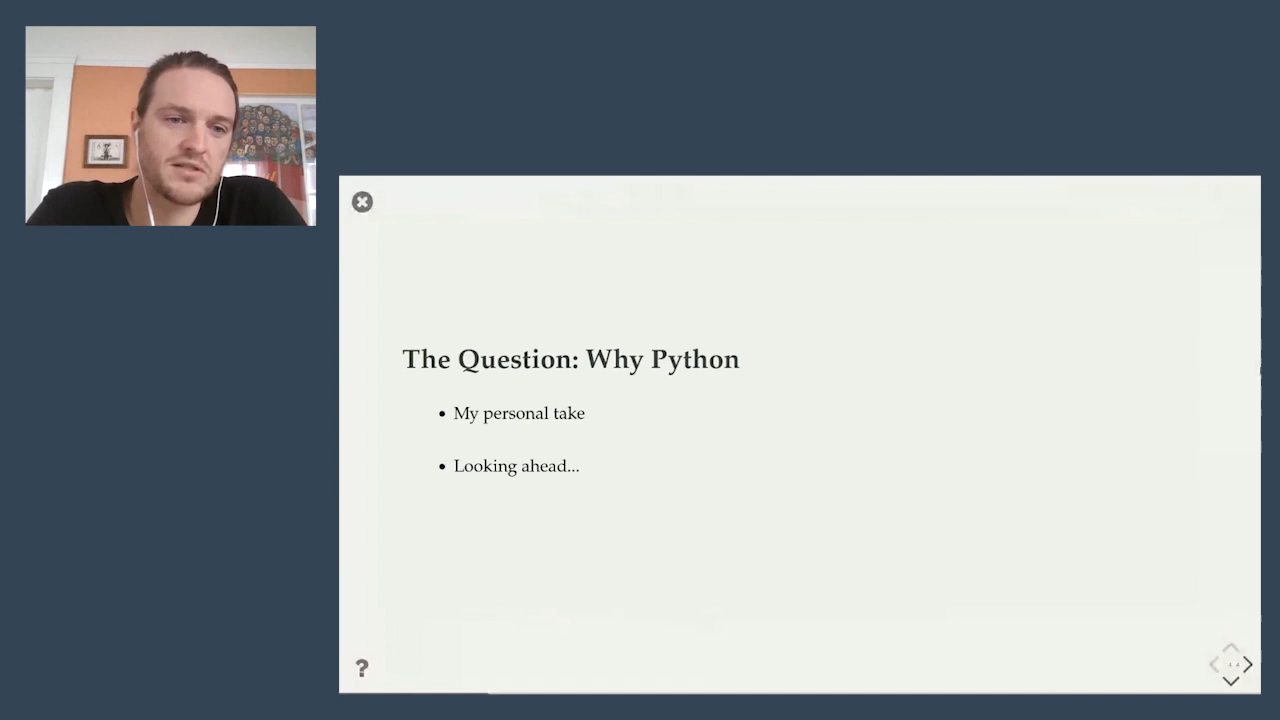 The Question: Why Python
• My personal take
• Looking ahead...
?